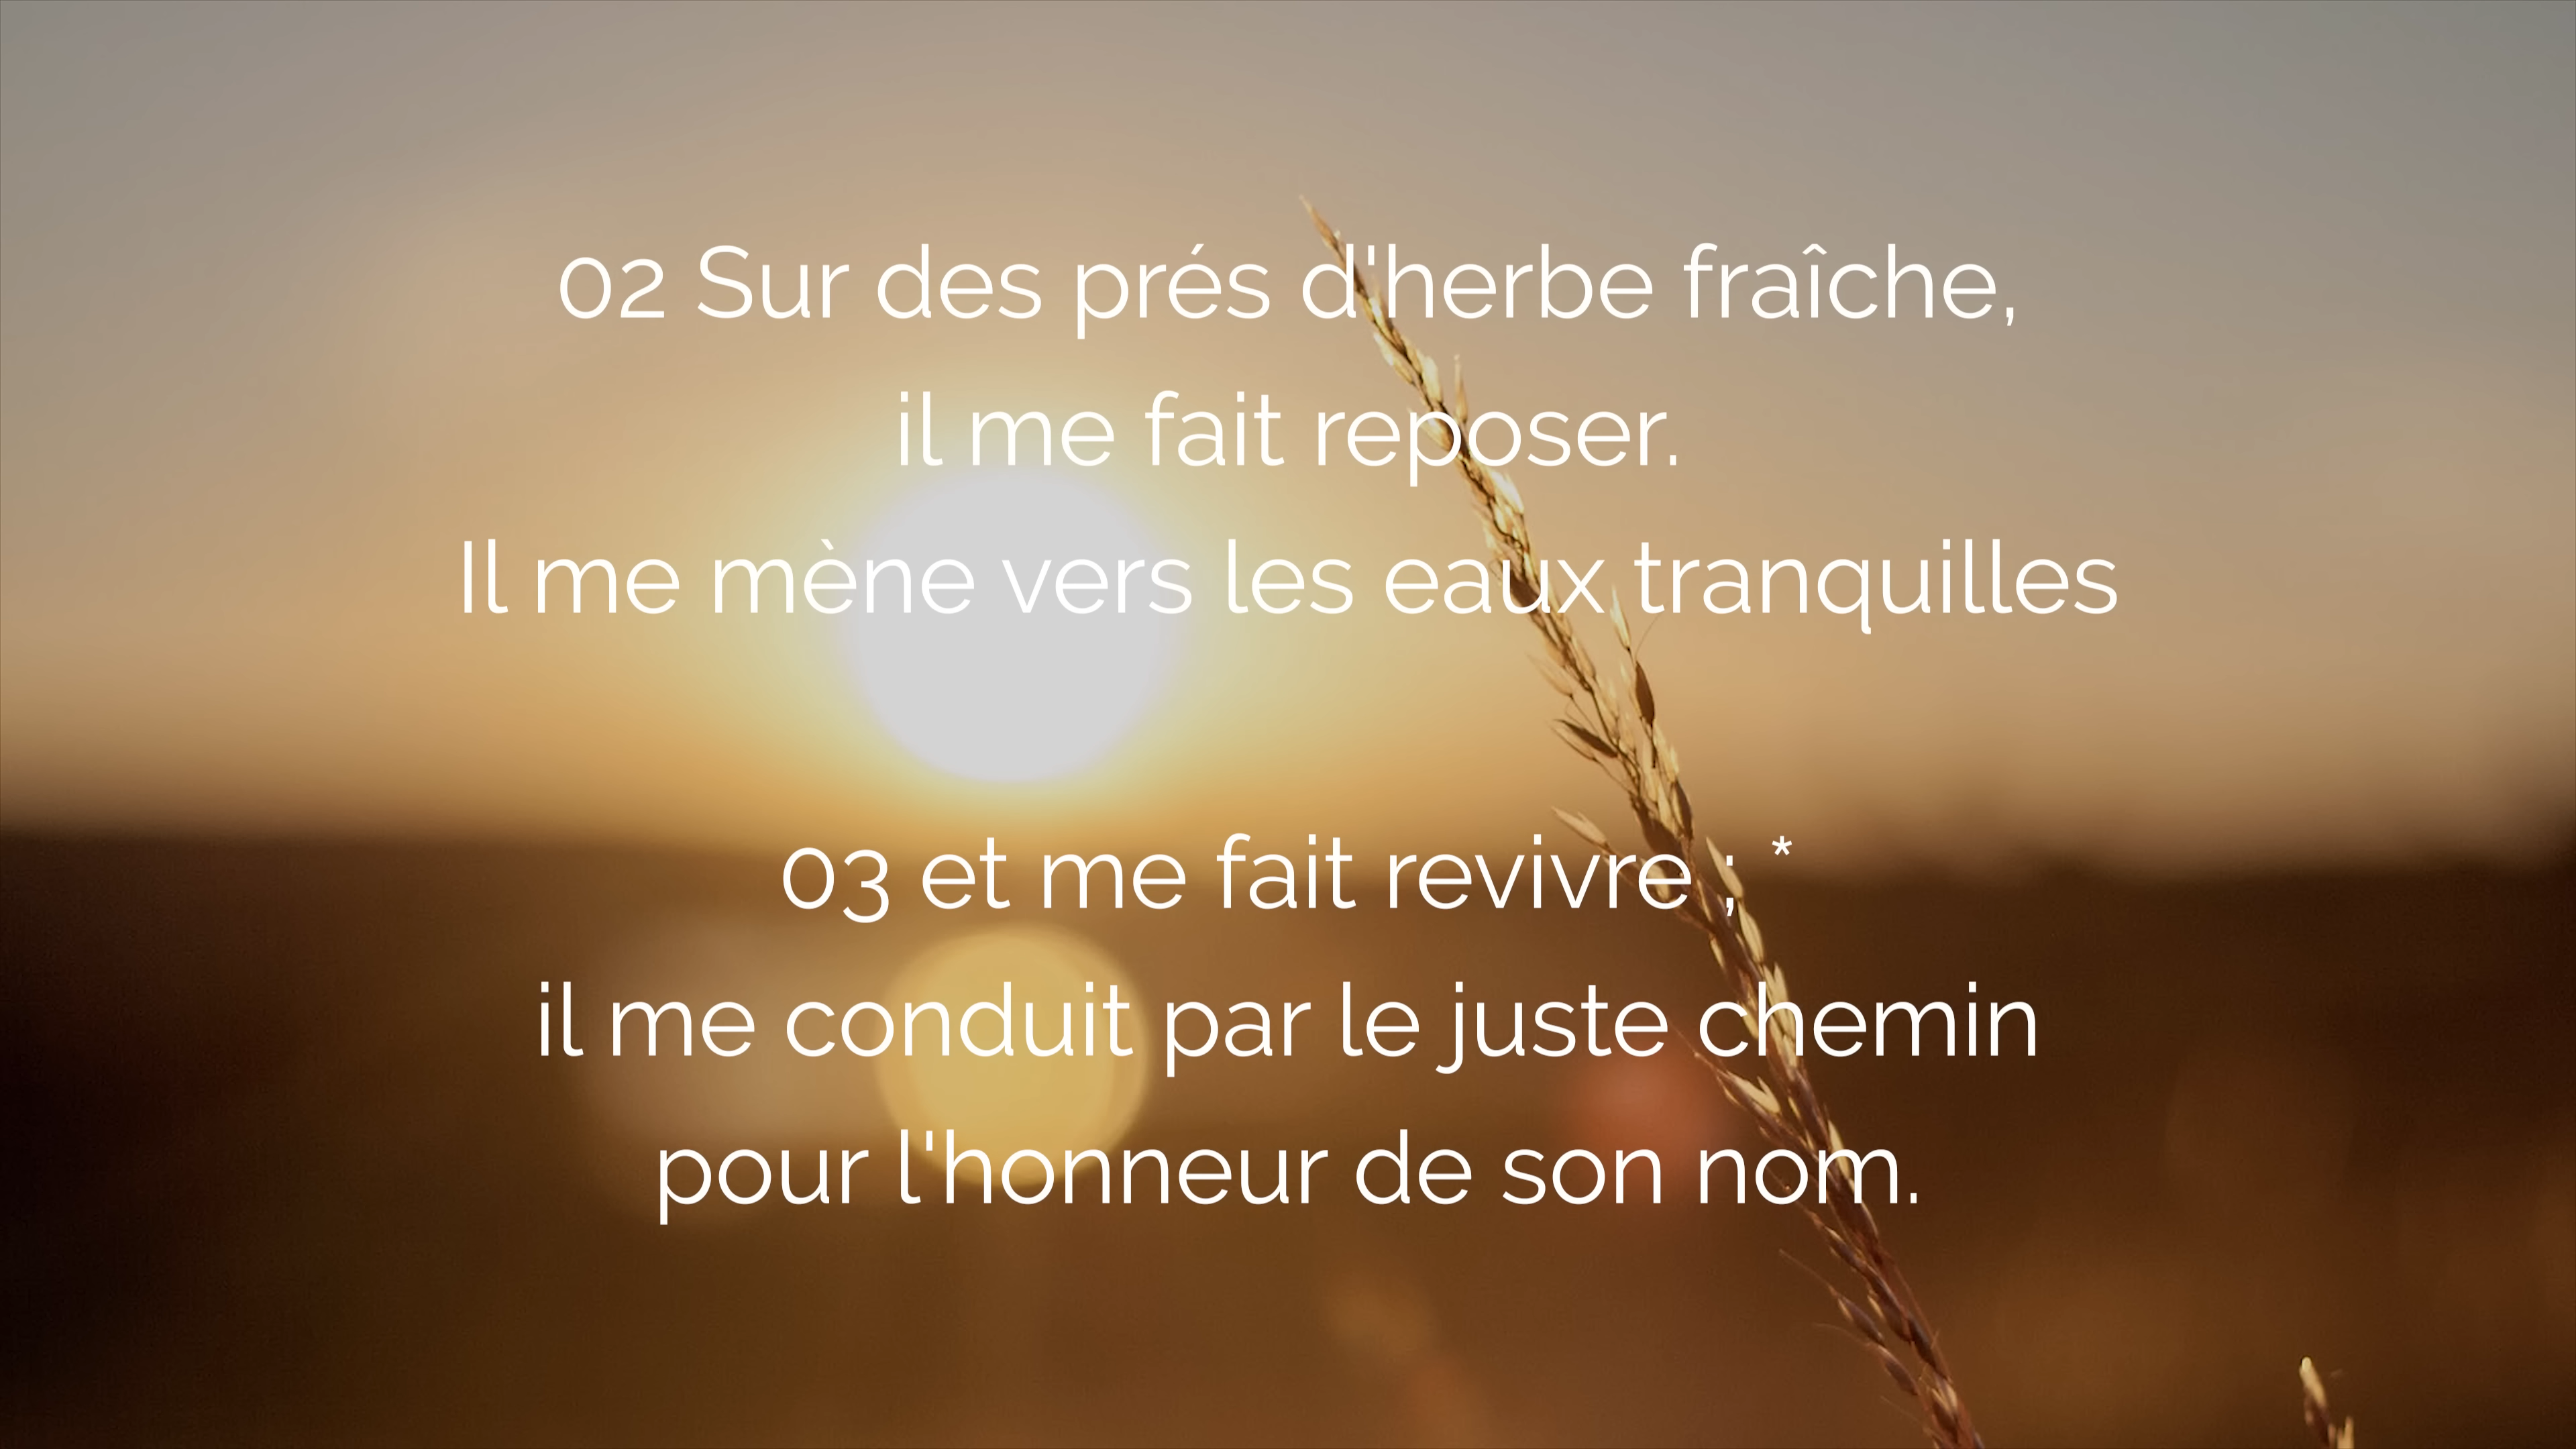 02 Sur des prés d'herbe fraîche,
il me fait reposer.
Il me mène vers les eaux tranquilles
03 et me fait revivre ; *
il me conduit par le juste chemin
pour l'honneur de son nom.